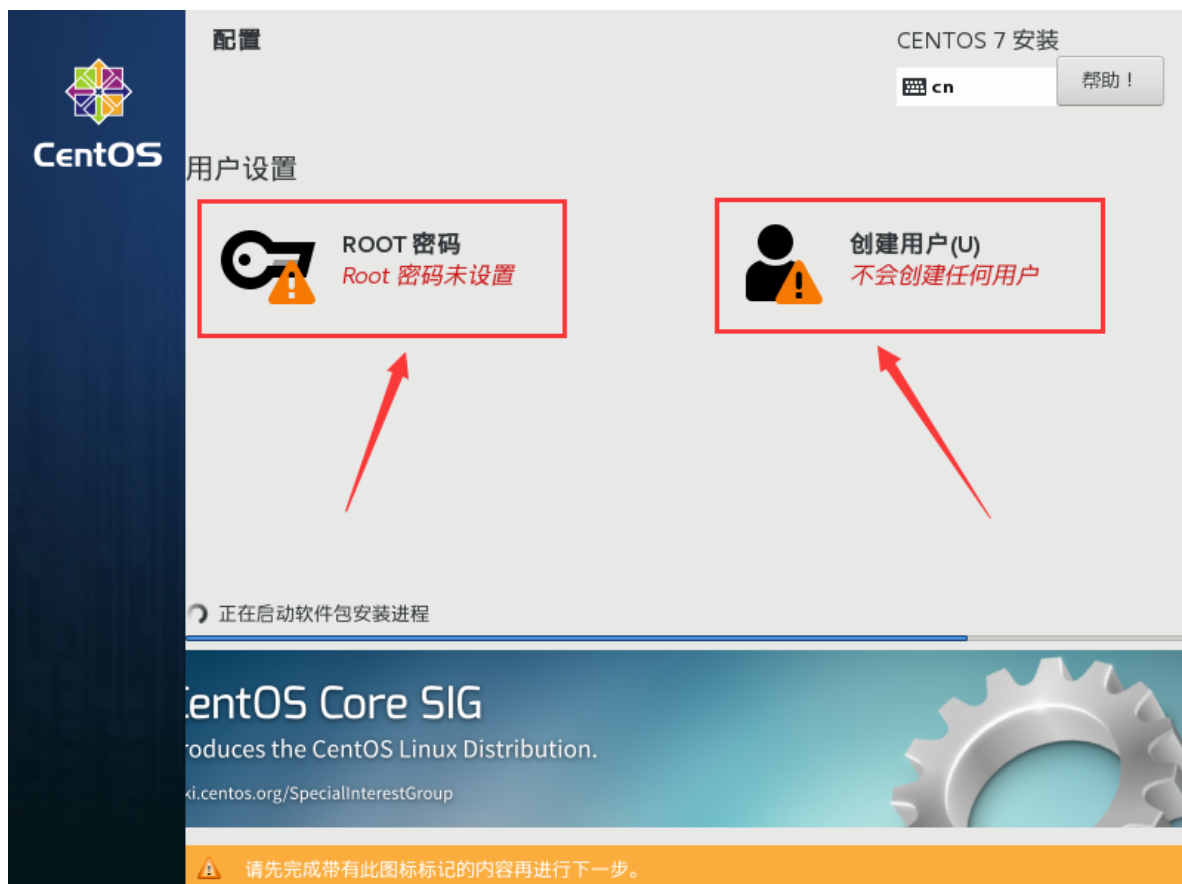 配置
CENTOS 7 安装
cn
帮助！
CentOS
用户设置
ROOT 密码
Root 密码未设置
创建用户(U)
不会创建任何用户
正在启动软件包安装进程
entOS Core SIG
oduces the CentOS Linux Distribution.
ki.centos.org/SpecialInterestGroup
请先完成带有此图标标记的内容再进行下一步。